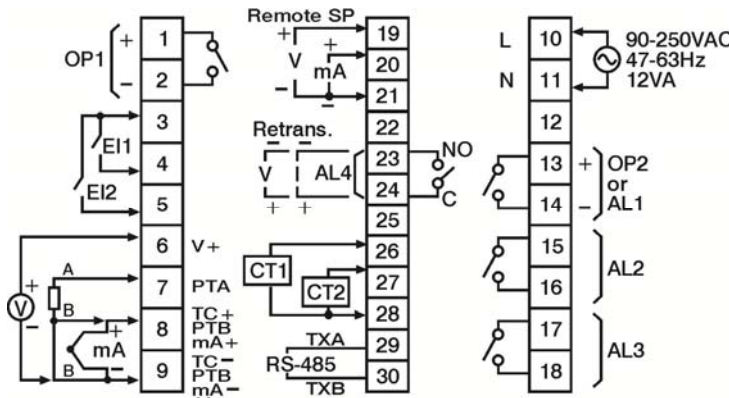 OP1
+
−
1
2
3
4
5
6
7
8
9
EI1
EI2
V+
PTA
TC+
PTB
mA+
TC−
PTB
mA−
+
V
−
A
B
B
+
mA
−
Remote SP
+
V
−
+
mA
−
Retrans.
−
V
+
−
+
AL4
NO
C
CT1
CT2
TXA
RS-485
TXB
19
20
21
22
23
24
25
26
27
28
29
30
L
N
10
11
12
13
14
15
16
17
18
90-250VAC
47-63Hz
12VA
+
−
OP2
or
AL1
AL2
AL3